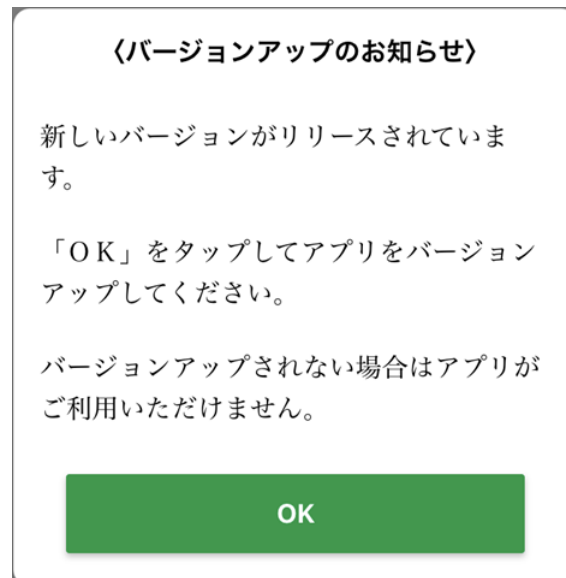 〈バージョンアップのお知らせ〉
新しいバージョンがリリースされていま
す。
「ＯＫ」をタップしてアプリをバージョン
アップしてください。
バージョンアップされない場合はアプリが
ご利用いただけません。
OK